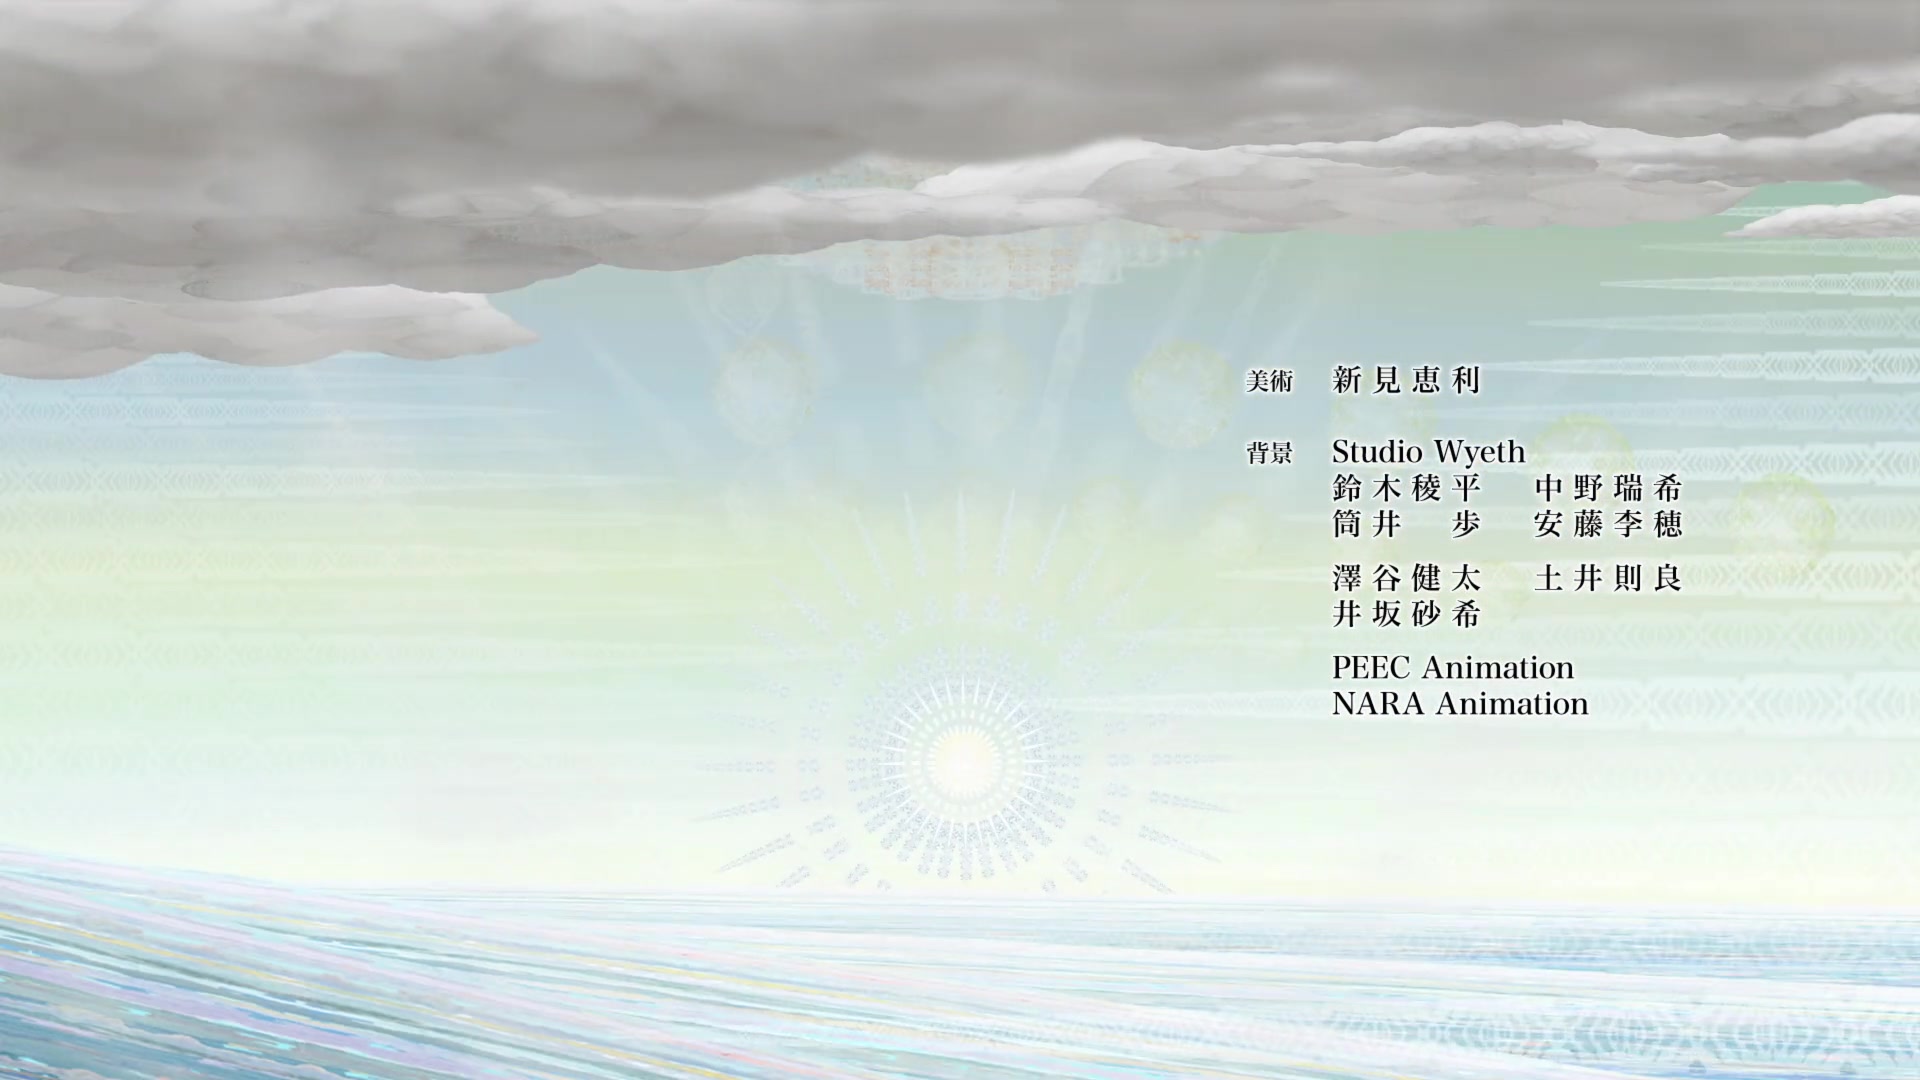 美術 新見恵利
背景 Studio Wyeth
鈴木稜平 中野瑞希
筒井 歩 安藤李穂
澤谷健太 土井則良
井坂砂希
PEEC Animation
NARA Animation